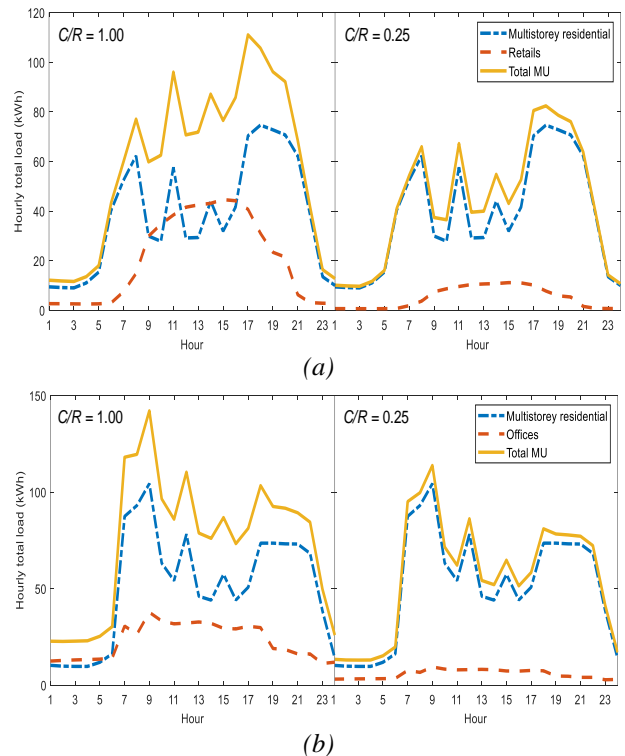 C/R = 1.00
C/R = 0.25
Multistorey residential
Retails
Total MU
Hourly total load (kWh)
120
100
80
60
40
20
0
1 3 5 7 9 11 13 15 17 19 21 23 1 3 5 7 9 11 13 15 17 19 21 23
Hour Hour
(a)
C/R = 1.00
C/R = 0.25
Multistorey residential
Offices
Total MU
Hourly total load (kWh)
150
100
50
0
1 3 5 7 9 11 13 15 17 19 21 23 1 3 5 7 9 11 13 15 17 19 21 23
Hour Hour
(b)